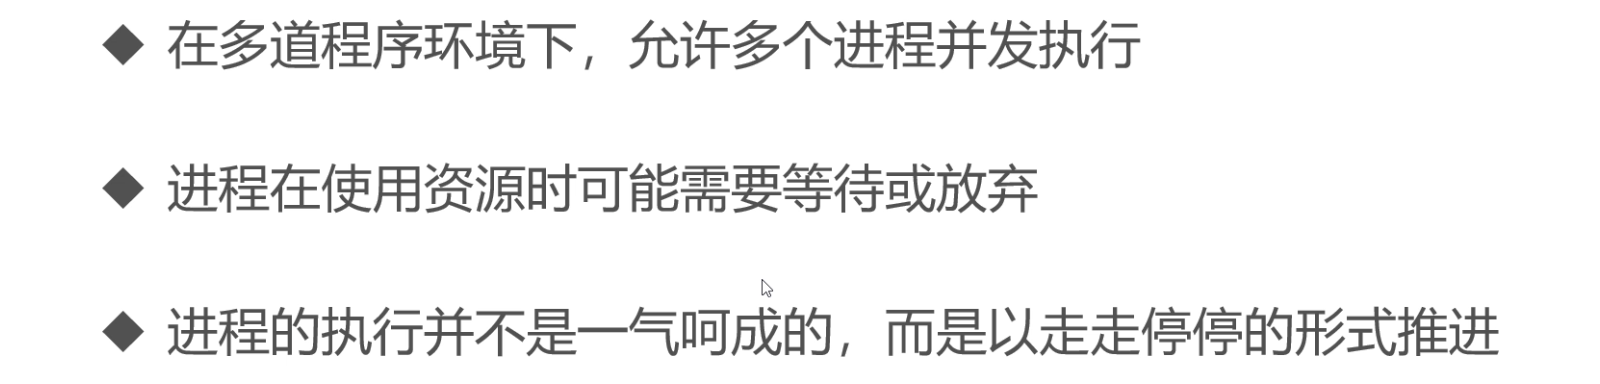 ◆ 在多道程序环境下，允许多个进程并发执行
◆ 进程在使用资源时可能需要等待或放弃
◆ 进程的执行并不是一气呵成的，而是以走走停停的形式推进